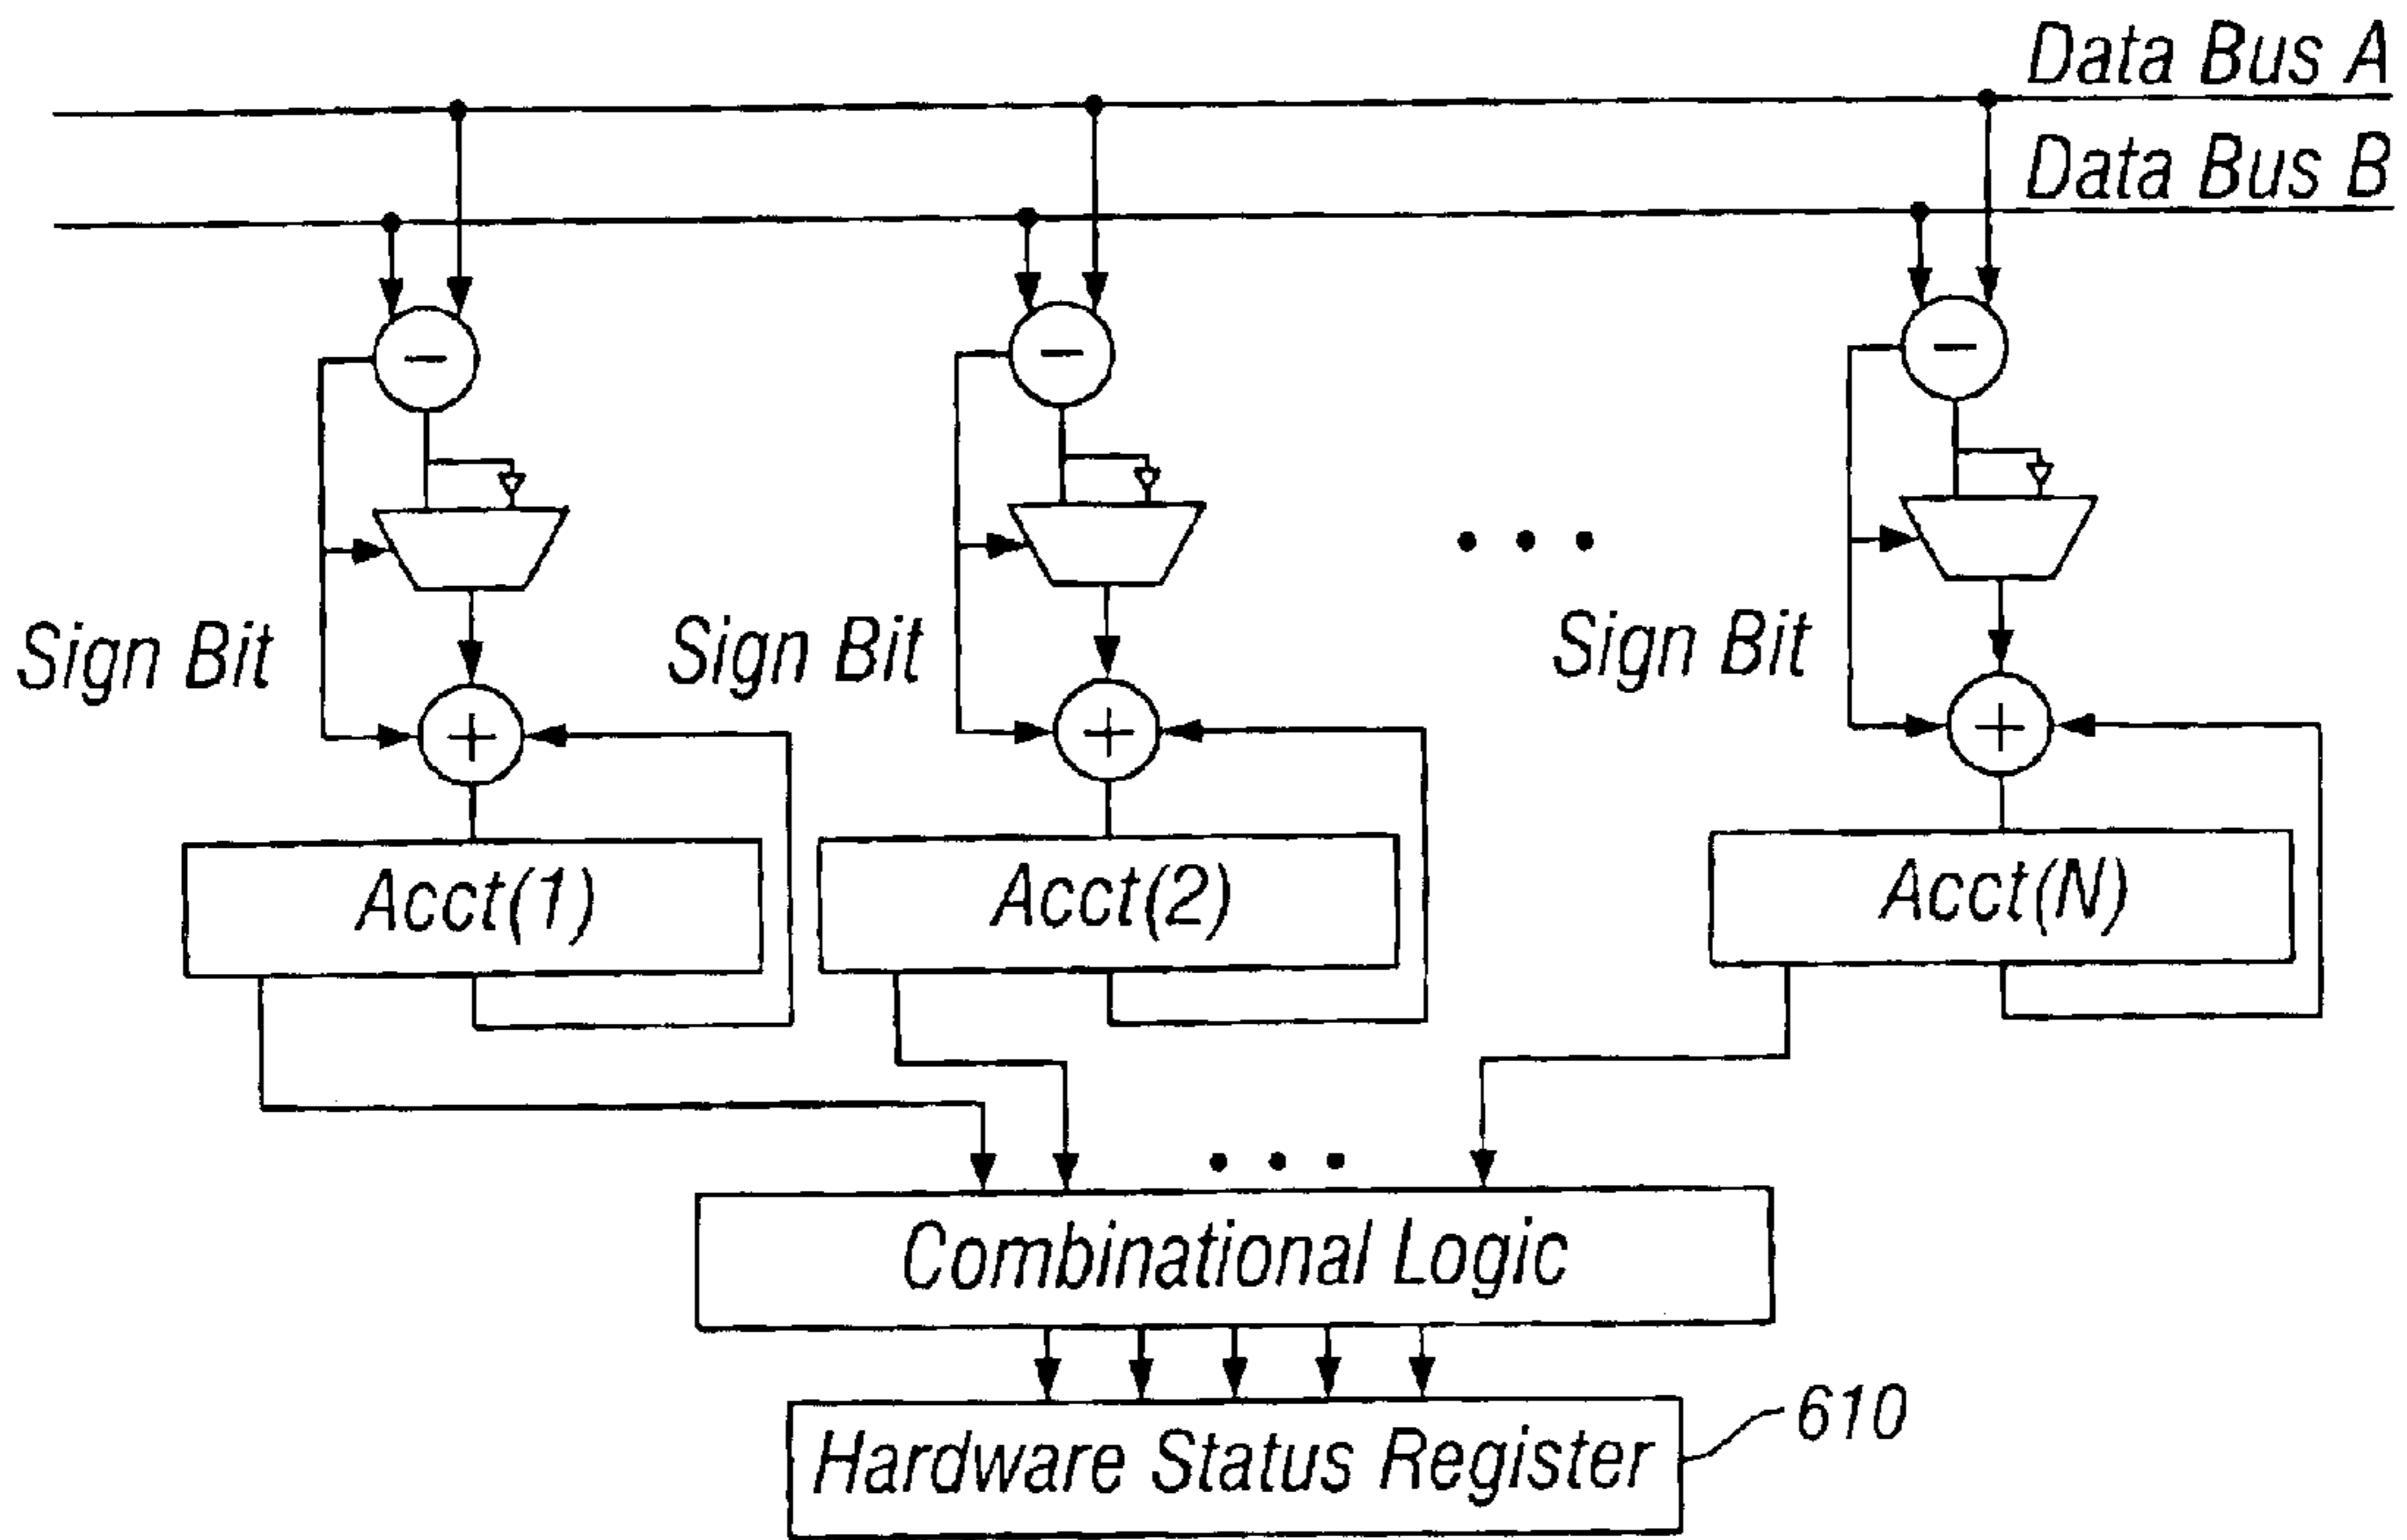 Data Bus A
Data Bus B
Sign Bit
Sign Bit
Sign Bit
Acct(1)
Acct(2)
Acct(N)
Combinational Logic
Hardware Status Register
610